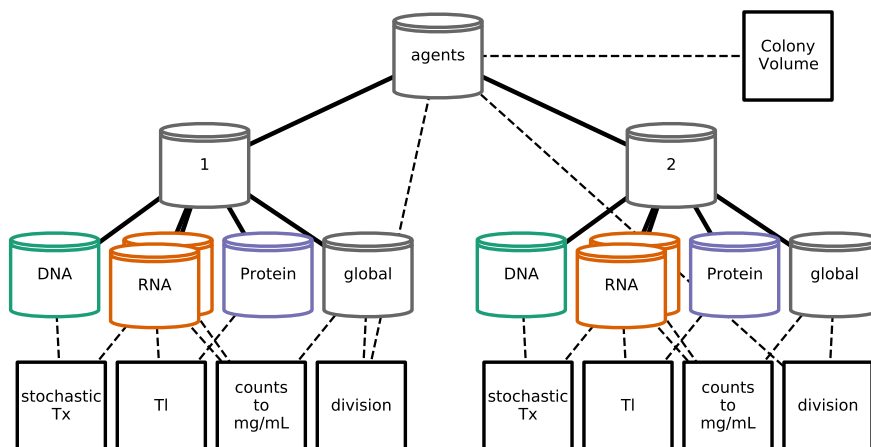 agents
Colony
Volume
1
2
DNA
RNA
Protein
global
DNA
RNA
Protein
global
stochastic
Tx
Tl
counts
to
mg/mL
division
stochastic
Tx
Tl
counts
to
mg/mL
division